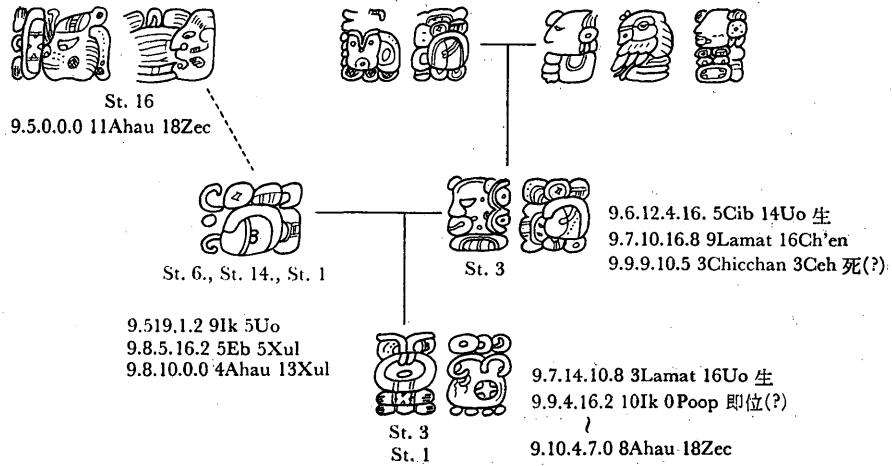 St. 16
9.5.0.0.0 11Ahau 18Zec
St. 6., St. 14., St. 1
9.519.1.2 9Ik 5Uo
9.8.5.16.2 5Eb 5Xul
9.8.10.0.0 4Ahau 13Xul
St. 3
9.6.12.4.16. 5Cib 14Uo 生
9.7.10.16.8 9Lamat 16Ch'en
9.9.9.10.5 3Chicchan 3Ceh 死(?)
St. 3
St. 1
9.7.14.10.8 3Lamat 16Uo 生
9.9.4.16.2 10Ik 0Poop 即位(?)
~
9.10.4.7.0 8Ahau 18Zec